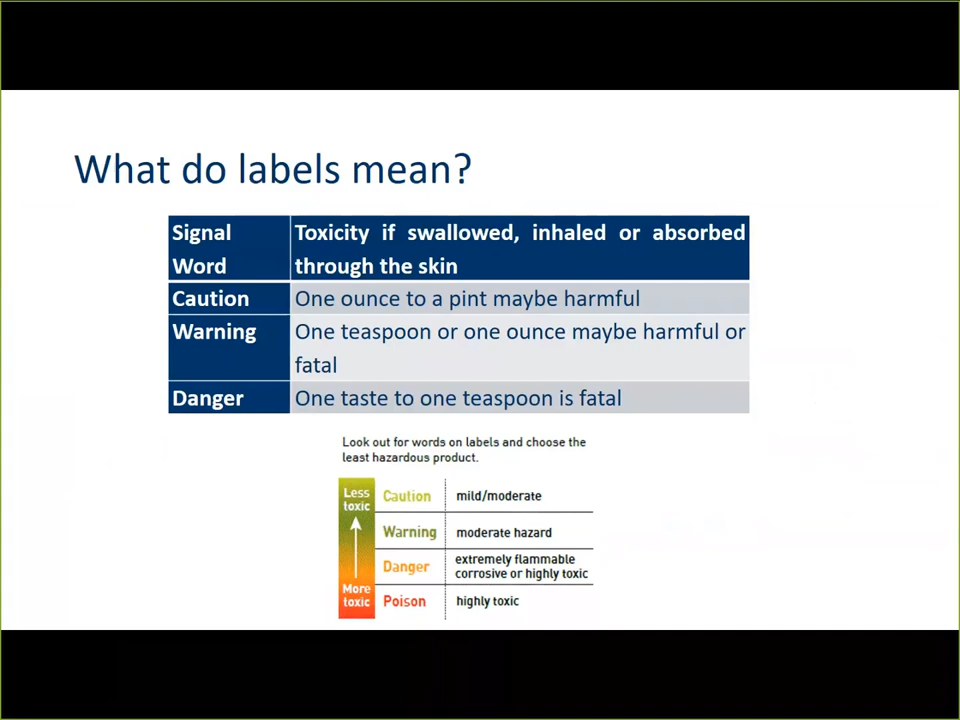 What do labels mean?
Signal Word
Toxicity if swallowed, inhaled or absorbed
through the skin
Caution
One ounce to a pint maybe harmful
Warning
One teaspoon or one ounce maybe harmful or
fatal
Danger
One taste to one teaspoon is fatal
Look out for words on labels and choose the
least hazardous product.
Less
toxic
More
toxic
Caution
mild/moderate
Warning
moderate hazard
Danger
extremely flammable
corrosive or highly toxic
Poison
highly toxic